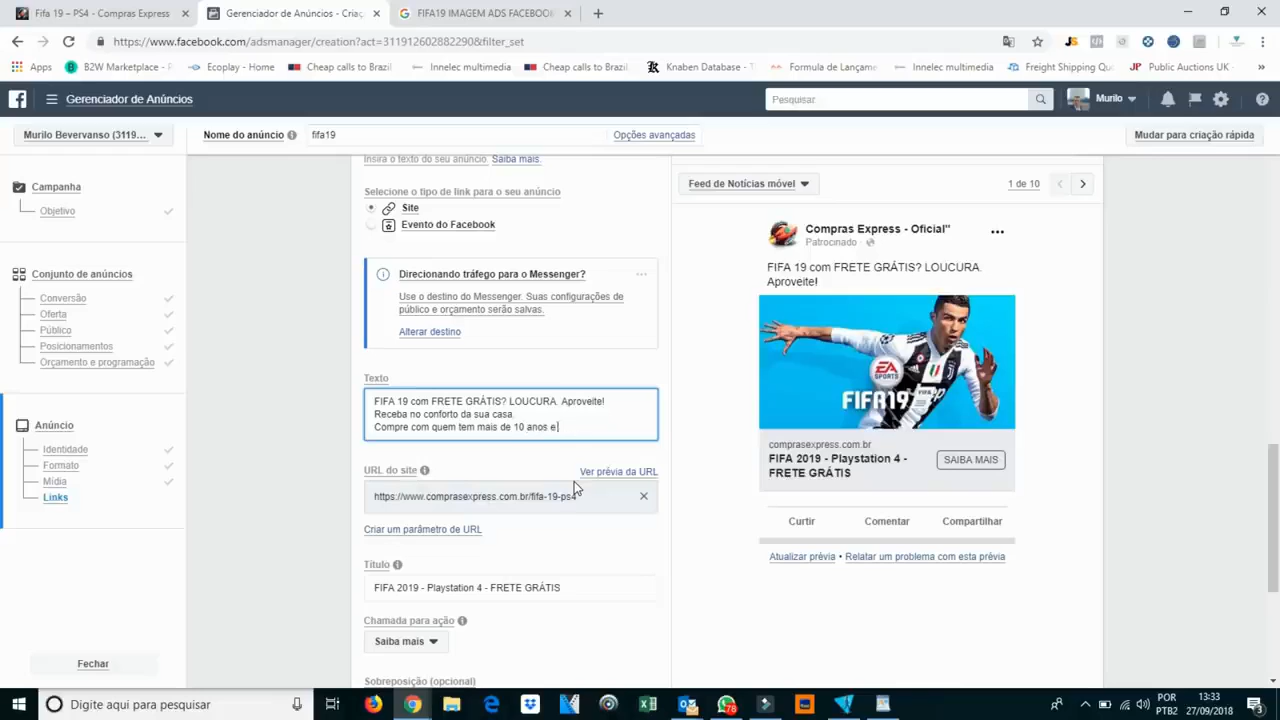 Fifa 19 – PS4 - Compras Express
Gerenciador de Anúncios - Criaç
FIFA19 IMAGEM ADS FACEBOOK
https://www.facebook.com/adsmanager/creation?act=311912602882290&filter_set
Apps
B2W Marketplace - P
Ecoplay - Home
Cheap calls to Brazil
Innelec multimedia
Cheap calls to Brazil
Knaben Database - T
Formula de Lançame
Innelec multimedia
Freight Shipping Qu
Public Auctions UK -
Gerenciador de Anúncios
Pesquisar
Murilo
Murilo Bevervanso (3119...
Nome do anúncio
fifa19
Opções avançadas
Mudar para criação rápida
Campanha
Objetivo
Conjunto de anúncios
Conversão
Oferta
Público
Posicionamentos
Orçamento e programação
Anúncio
Identidade
Formato
Mídia
Links
Fechar
Insira o texto do seu anúncio. Saiba mais.
Selecione o tipo de link para o seu anúncio
Site
Evento do Facebook
Direcionando tráfego para o Messenger?
Use o destino do Messenger. Suas configurações de
público e orçamento serão salvas.
Alterar destino
Texto
FIFA 19 com FRETE GRÁTIS? LOUCURA. Aproveite!
Receba no conforto da sua casa.
Compre com quem tem mais de 10 anos e
URL do site
Ver prévia da URL
https://www.comprasexpress.com.br/fifa-19-ps4
Criar um parâmetro de URL
Título
FIFA 2019 - Playstation 4 - FRETE GRÁTIS
Chamada para ação
Saiba mais
Sobreposição (opcional)
Feed de Notícias móvel
1 de 10
Compras Express - Oficial"
Patrocinado
FIFA 19 com FRETE GRÁTIS? LOUCURA.
Aproveite!
EA SPORTS
FIFA19
comprasexpress.com.br
FIFA 2019 - Playstation 4 -
FRETE GRÁTIS
SAIBA MAIS
Curtir
Comentar
Compartilhar
Atualizar prévia • Relatar um problema com esta prévia
Digite aqui para pesquisar
78
POR
PTB2
13:33
27/09/2018